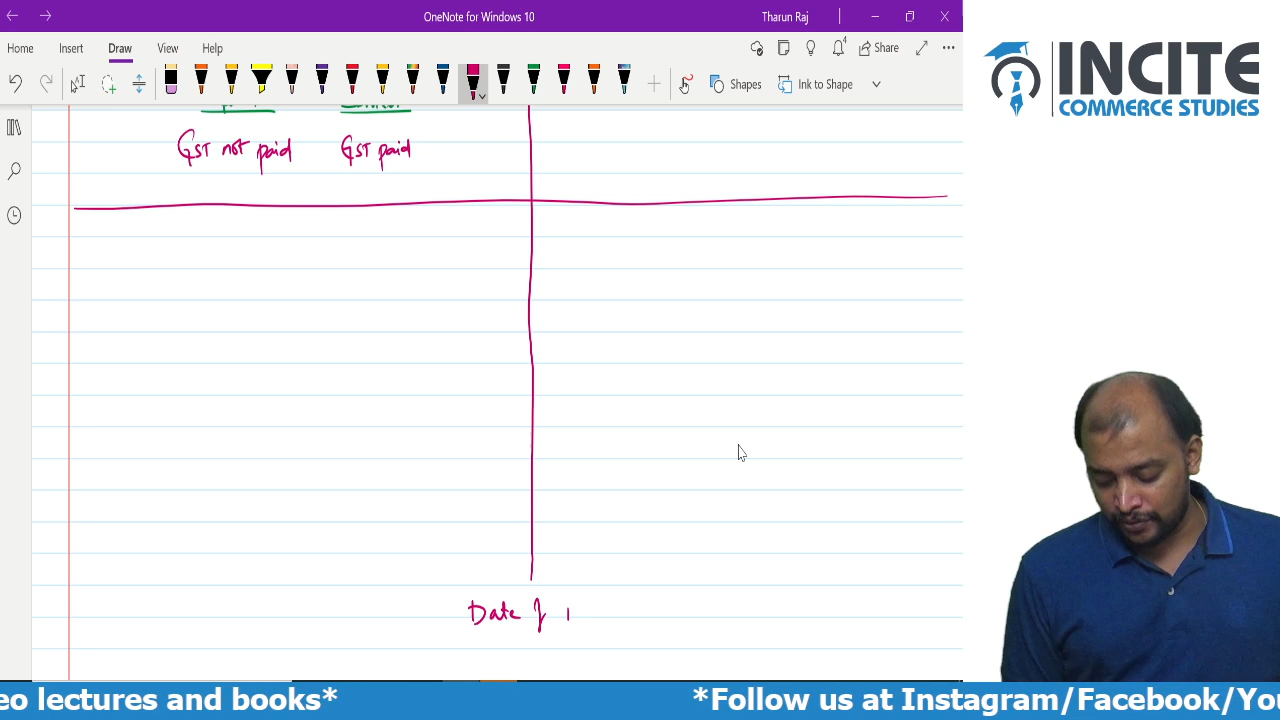 OneNote for Windows 10
Tharun Raj
Home Insert Draw View Help
4
Share
Shapes
Ink to Shape
INCITE
COMMERCE STUDIES
GST not paid GST paid
Date of
eo lectures and books* *Follow us at Instagram/Facebook/You